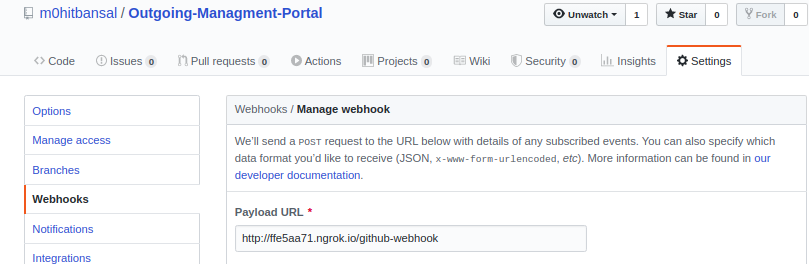 m0hitbansal / Outgoing-Managment-Portal
Unwatch 1 Star 0 Fork 0
Code Issues 0 Pull requests 0 Actions Projects 0 Wiki Security 0 Insights Settings
Options
Manage access
Branches
Webhooks
Notifications
Integrations
Webhooks / Manage webhook
We'll send a POST request to the URL below with details of any subscribed events. You can also specify which
data format you'd like to receive (JSON, x-www-form-urlencoded, etc). More information can be found in our
developer documentation.
Payload URL *
http://ffe5aa71.ngrok.io/github-webhook